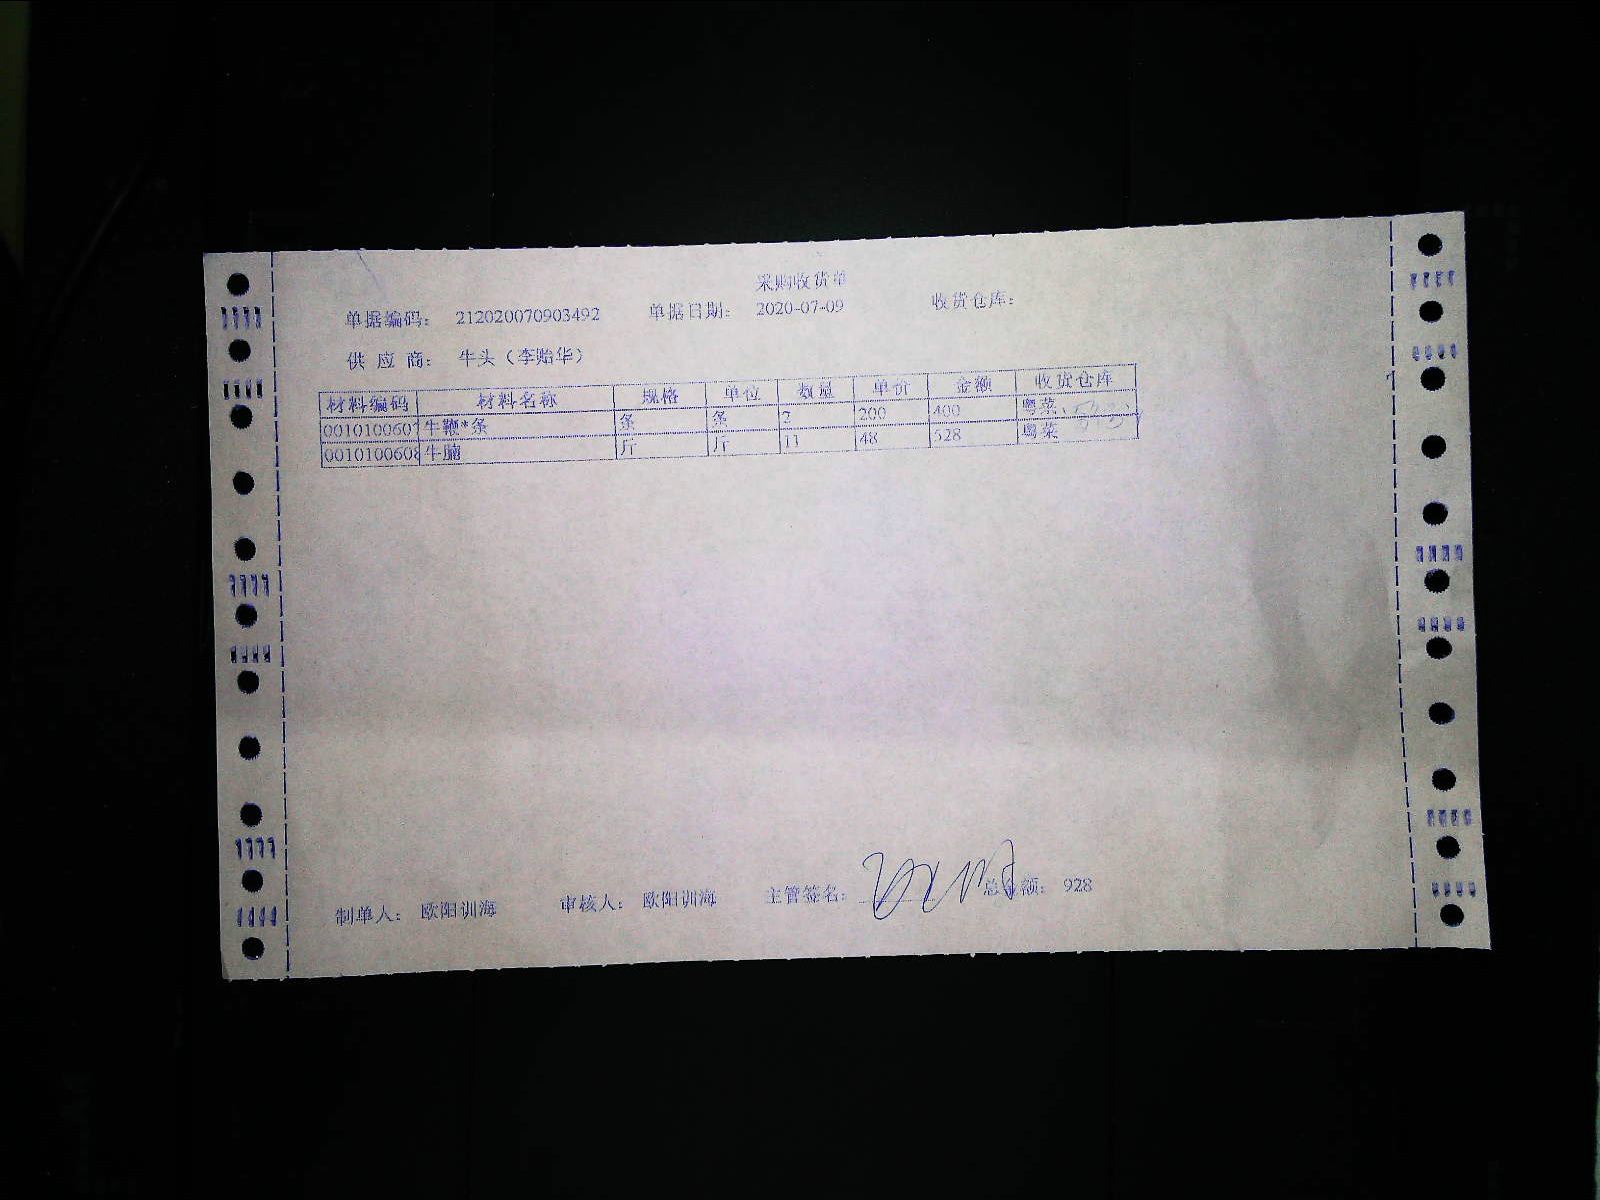 采购收货单
单据编码： 212020070903492 单据日期： 2020-07-09 收货仓库：
供 应 商： 牛头（李贻华）
材料编码 材料名称 规格 单位 数量 单价 金额 收货仓库
0010100607 牛鞭*条 条 条 2 200 400 粤菜
0010100608 牛腩 斤 斤 11 48 528 粤菜
制单人： 欧阳训海 审核人： 欧阳训海 主管签名： 总金额： 928